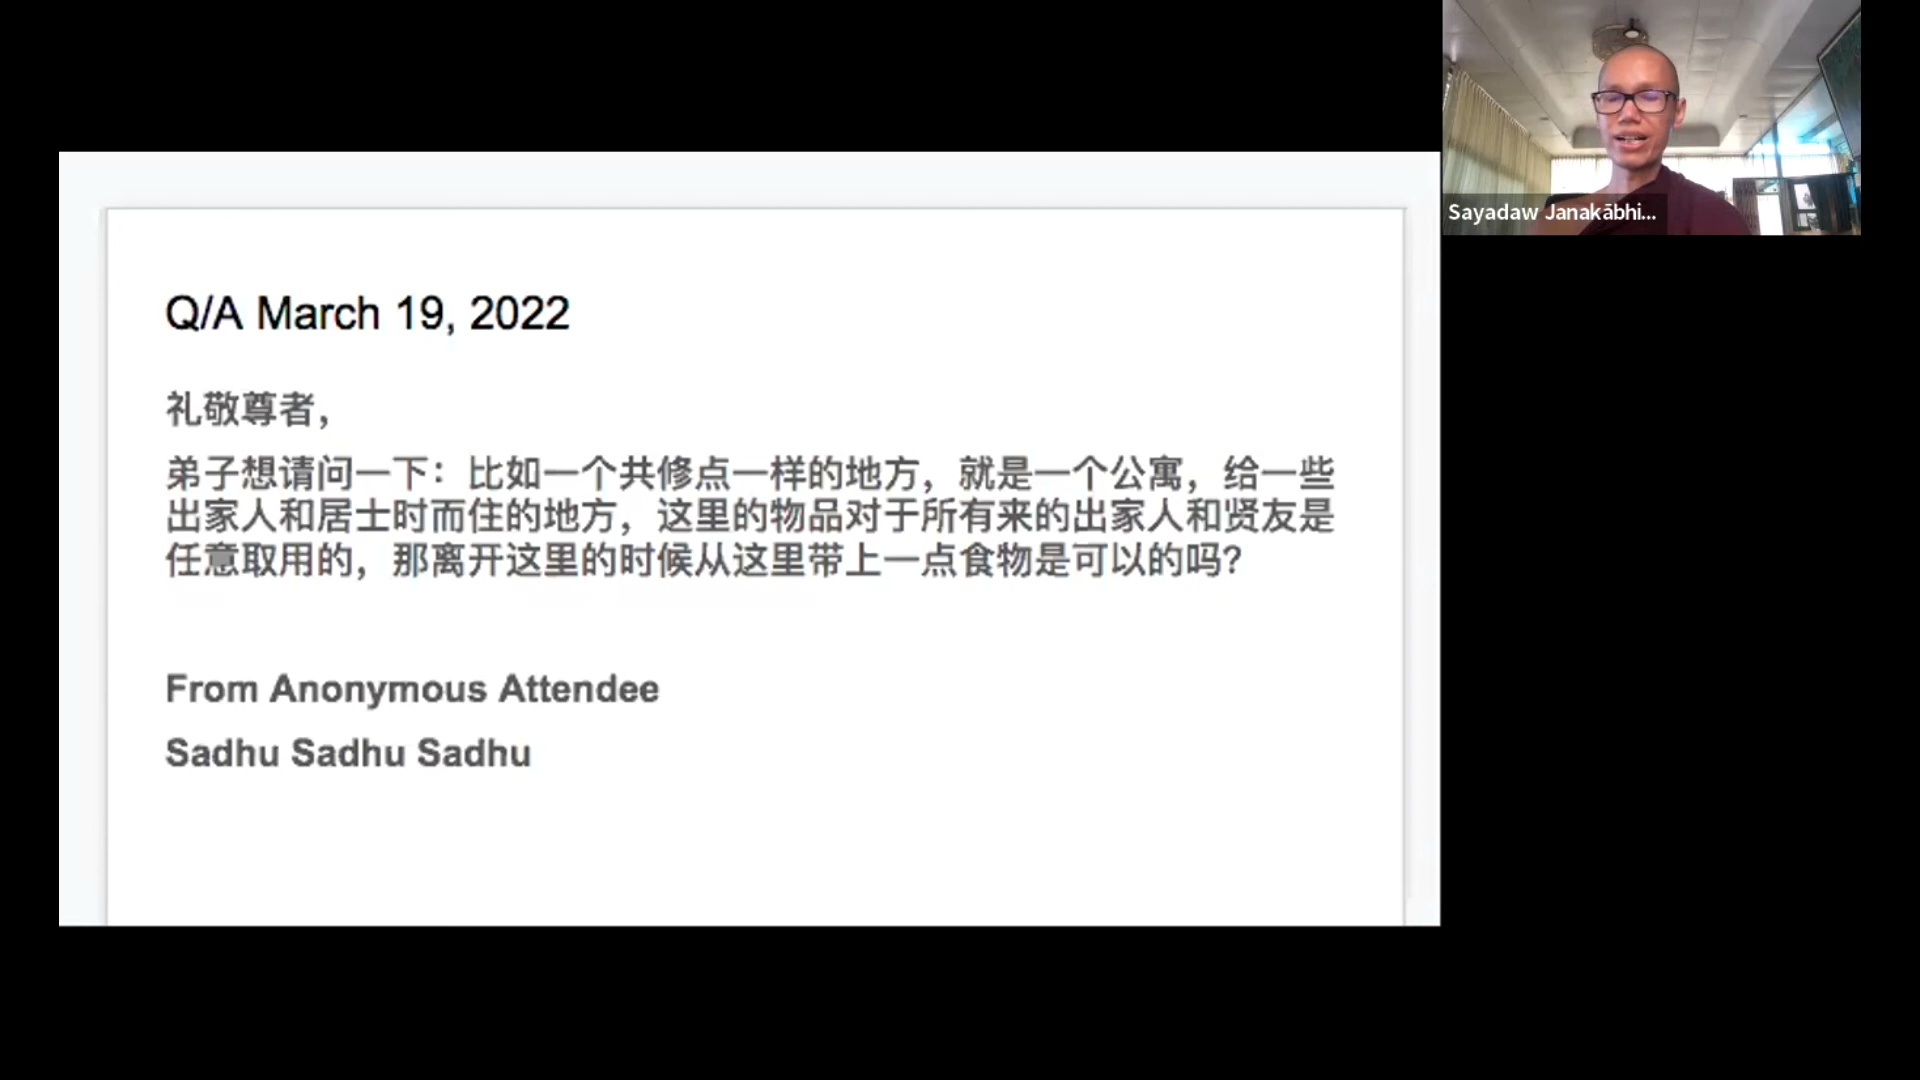 Sayadaw Janakābhi...
Q/A March 19, 2022
礼敬尊者，
弟子想请问一下：比如一个共修点一样的地方，就是一个公寓，给一些
出家人和居士时而住的地方，这里的物品对于所有来的出家人和贤友是
任意取用的，那离开这里的时候从这里带上一点食物是可以的吗？
From Anonymous Attendee
Sadhu Sadhu Sadhu